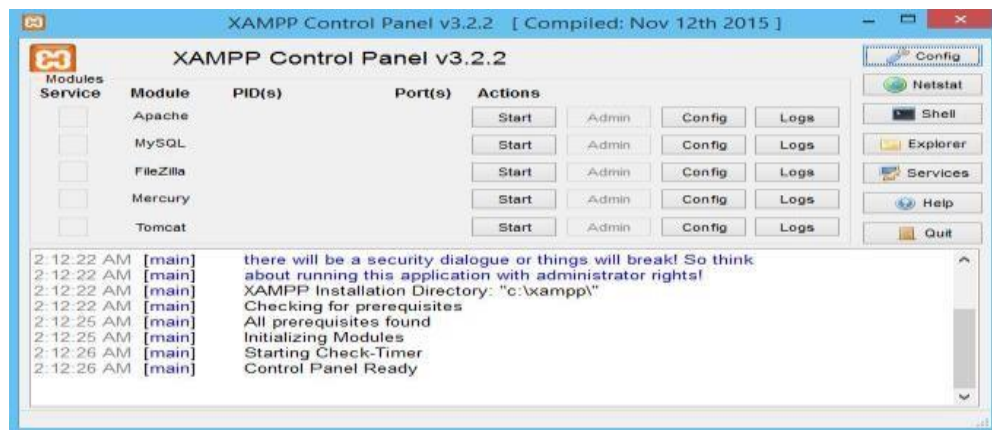 XAMPP Control Panel v3.2.2 [ Compiled: Nov 12th 2015 ]
XAMPP Control Panel v3.2.2
Config
Modules
Service Module PID(s) Port(s) Actions
Netstat
Apache Start Admin Config Logs
Shell
MySQL Start Admin Config Logs
Explorer
FileZilla Start Admin Config Logs
Services
Mercury Start Admin Config Logs
Help
Tomcat Start Admin Config Logs
Quit
2:12:22 AM [main] there will be a security dialogue or things will break! So think
2:12:22 AM [main] about running this application with administrator rights!
2:12:22 AM [main] XAMPP Installation Directory: "c:\xampp\"
2:12:22 AM [main] Checking for prerequisites
2:12:25 AM [main] All prerequisites found
2:12:25 AM [main] Initializing Modules
2:12:26 AM [main] Starting Check-Timer
2:12:26 AM [main] Control Panel Ready